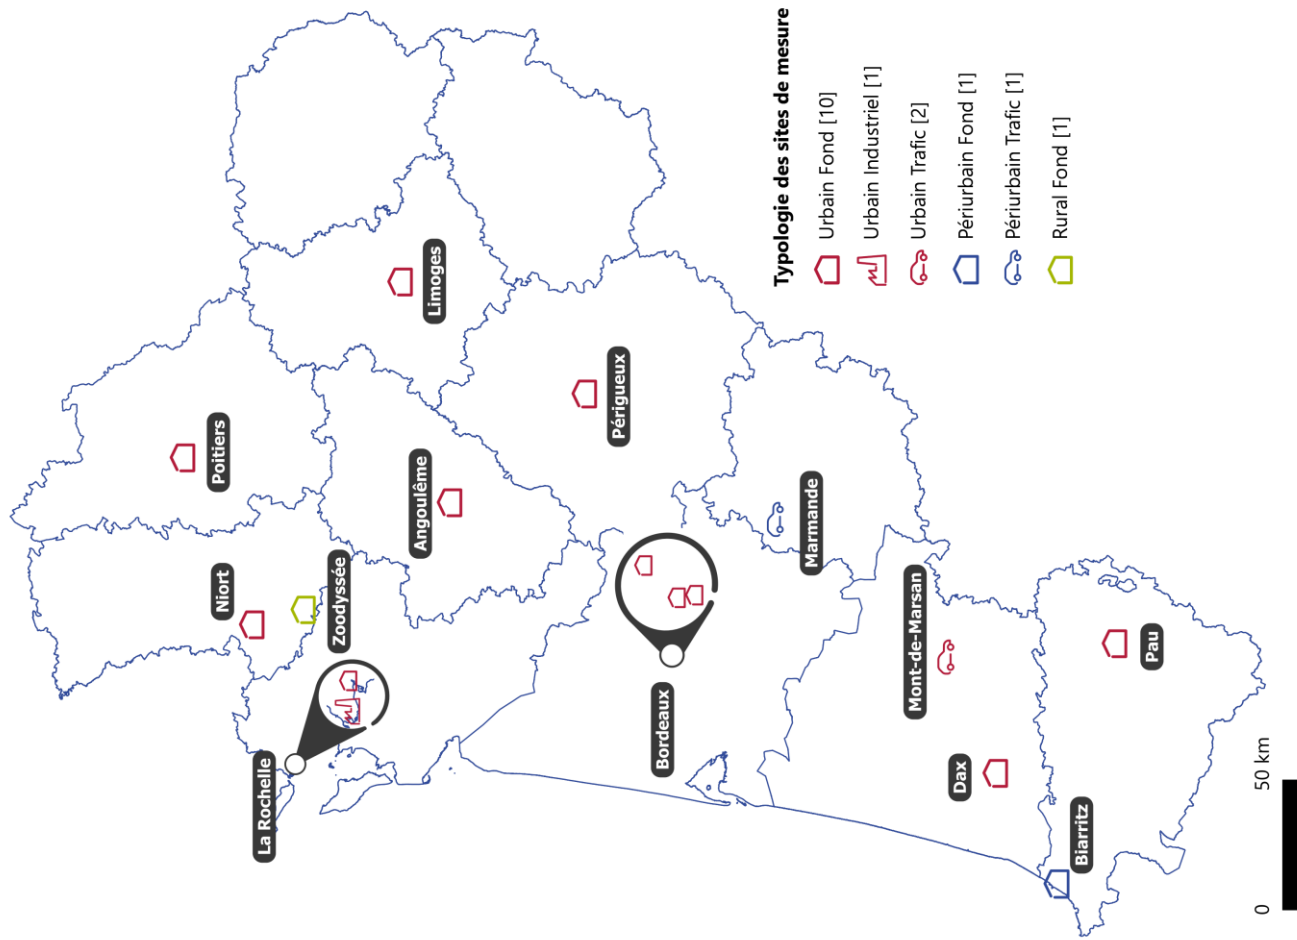 Poitiers
Niort
Zoodyssée
La Rochelle
Limoges
Angoulême
Périgueux
Bordeaux
Marmande
Mont-de-Marsan
Dax
Biarritz
Pau
Typologie des sites de mesure
Urbain Fond [10]
Urbain Industriel [1]
Urbain Trafic [2]
Périurbain Fond [1]
Périurbain Trafic [1]
Rural Fond [1]
0 50 km